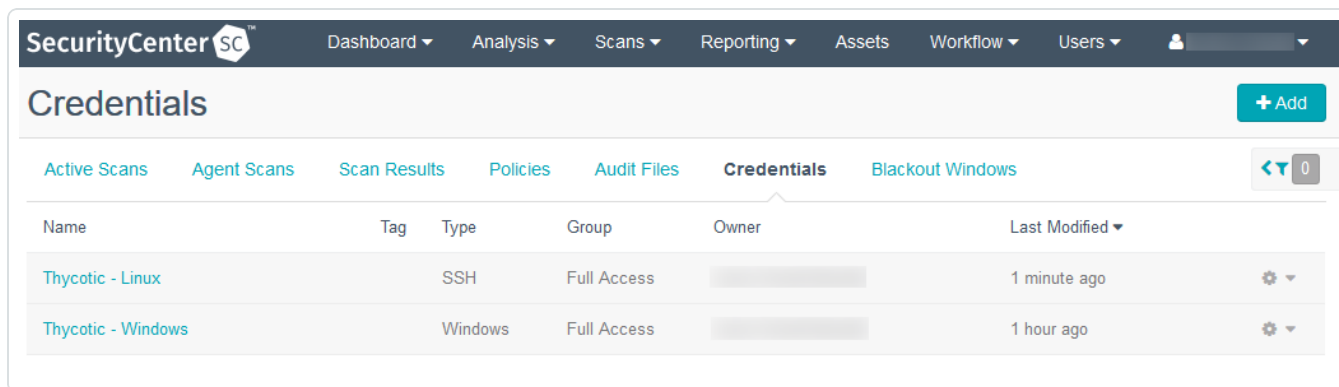 SecurityCenter SC™ Dashboard Analysis Scans Reporting Assets Workflow Users
Credentials + Add
Active Scans Agent Scans Scan Results Policies Audit Files Credentials Blackout Windows 0
Name Tag Type Group Owner Last Modified
Thycotic - Linux SSH Full Access 1 minute ago
Thycotic - Windows Windows Full Access 1 hour ago